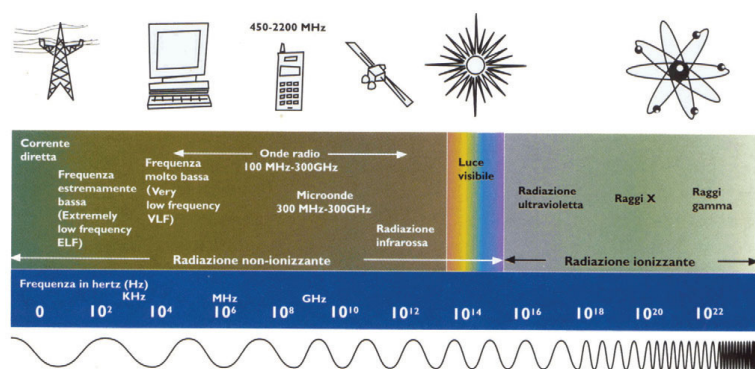 450-2200 MHz
Corrente
diretta
Frequenza
estremamente
bassa
(Extremely
low frequency
ELF)
Frequenza
molto bassa
(Very
low frequency
VLF)
Onde radio
100 MHz-300GHz
Microonde
300 MHz-300GHz
Radiazione
infrarossa
Luce
visibile
Radiazione
ultravioletta
Raggi X
Raggi
gamma
Radiazione non-ionizzante
Radiazione ionizzante
Frequenza in hertz (Hz)
KHz
MHz
GHz
0 10² 10⁴ 10⁶ 10⁸ 10¹⁰ 10¹² 10¹⁴ 10¹⁶ 10¹⁸ 10²⁰ 10²²